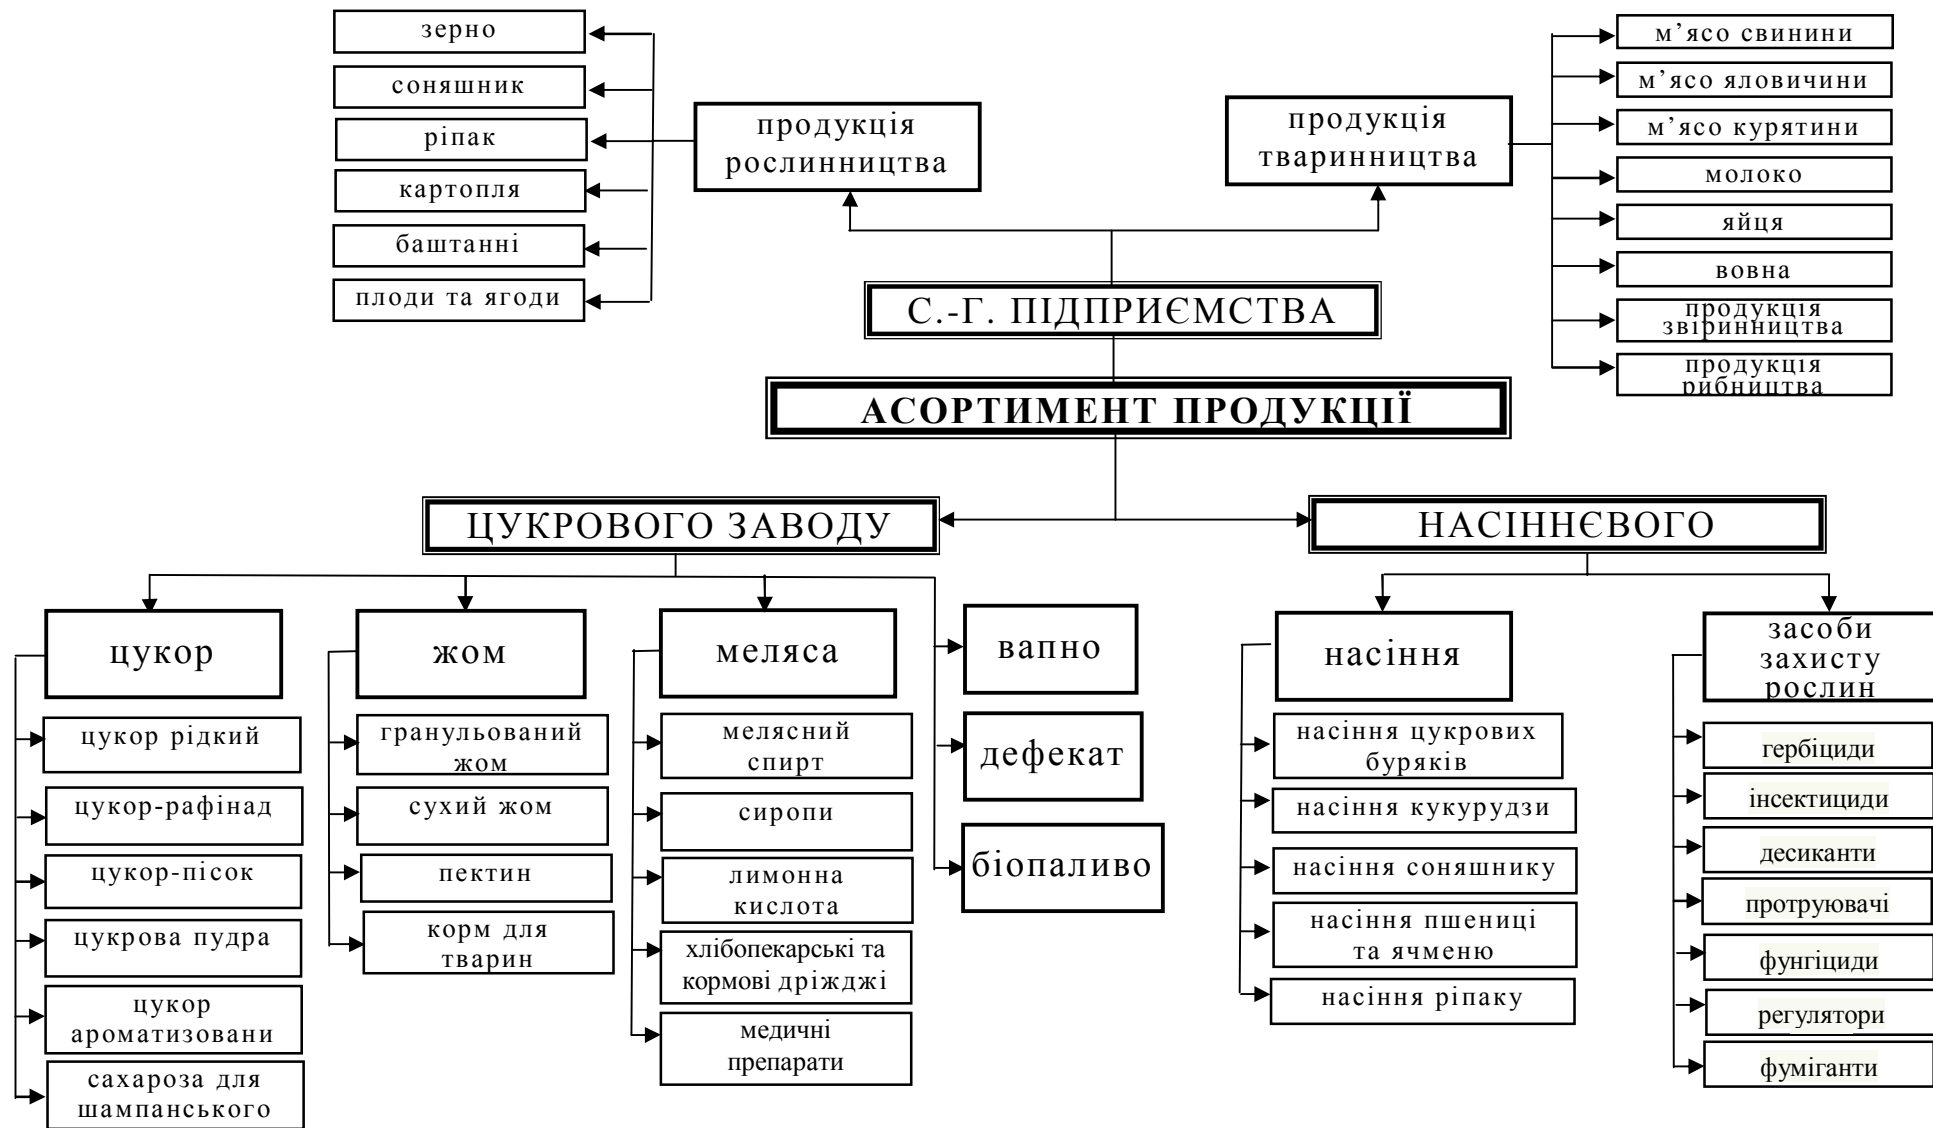 зерно
соняшник
ріпак
картопля
баштанні
плоди та ягоди
продукція
рослинництва
продукція
тваринництва
м’ясо свинини
м’ясо яловичини
м’ясо курятини
молоко
яйця
вовна
продукція
звіринництва
продукція
рибництва
С.-Г. ПІДПРИЄМСТВА
АСОРТИМЕНТ ПРОДУКЦІЇ
ЦУКРОВОГО ЗАВОДУ
НАСІННЄВОГО
цукор
цукор рідкий
цукор-рафінад
цукор-пісок
цукрова пудра
цукор
ароматизовани
сахароза для
шампанського
жом
гранульований
жом
сухий жом
пектин
корм для
тварин
меляса
мелясний
спирт
сиропи
лимонна
кислота
хлібопекарські та
кормові дріжджі
медичні
препарати
вапно
дефекат
біопаливо
насіння
насіння цукрових
буряків
насіння кукурудзи
насіння соняшнику
насіння пшениці
та ячменю
насіння ріпаку
засоби
захисту
рослин
гербіциди
інсектициди
десиканти
протруювачі
фунгіциди
регулятори
фуміганти